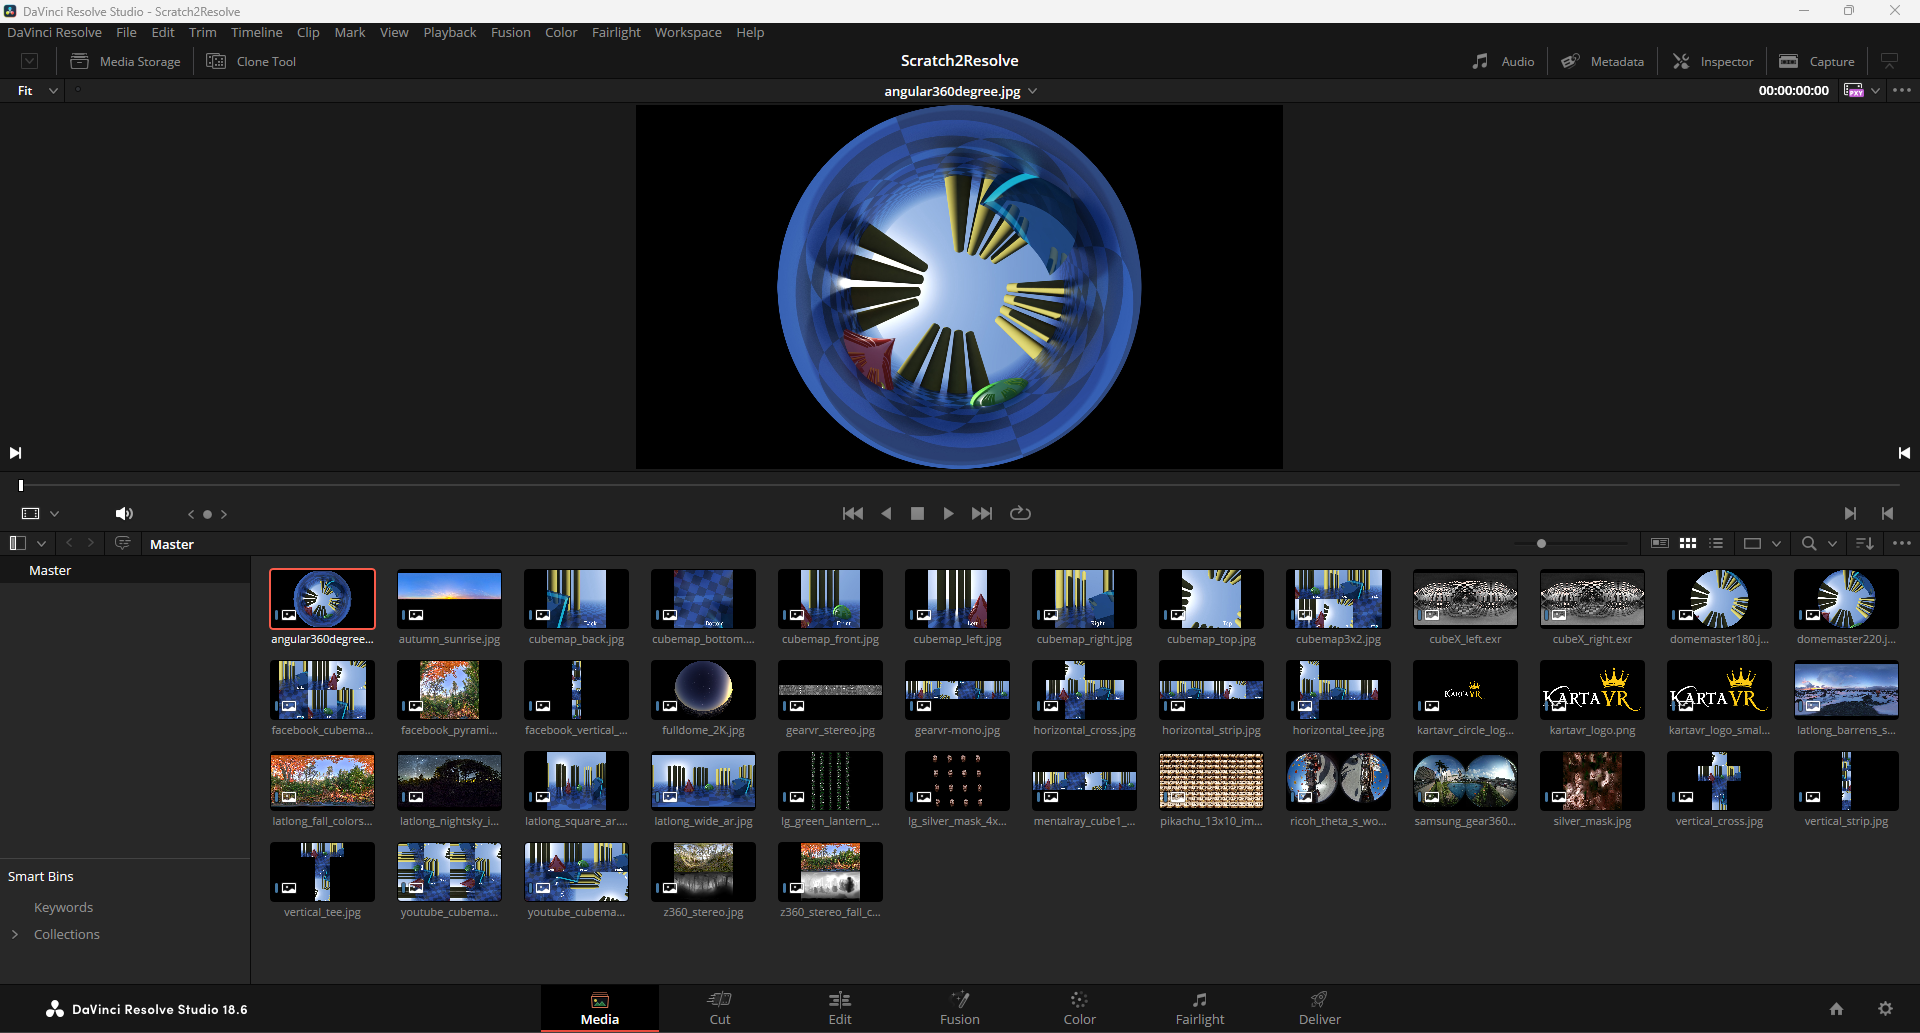 DaVinci Resolve Studio - Scratch2Resolve
DaVinci Resolve File Edit Trim Timeline Clip Mark View Playback Fusion Color Fairlight Workspace Help
Media Storage Clone Tool Scratch2Resolve Audio Metadata Inspector Capture
Fit angular360degree.jpg 00:00:00:00 PXY
Master
Master
angular360degree... autumn_sunrise.jpg cubemap_back.jpg cubemap_bottom.... cubemap_front.jpg cubemap_left.jpg cubemap_right.jpg cubemap_top.jpg cubemap3x2.jpg cubeX_left.exr cubeX_right.exr domemaster180.j... domemaster220.j...
KARTAVR KARTAVR KARTAVR
facebook_cubema... facebook_pyrami... facebook_vertical_... fulldome_2K.jpg gearvr_stereo.jpg gearvr-mono.jpg horizontal_cross.jpg horizontal_strip.jpg horizontal_tee.jpg kartavr_circle_log... kartavr_logo.png kartavr_logo_smal... latlong_barrens_s...
latlong_fall_colors... latlong_nightsky_i... latlong_square_ar.... latlong_wide_ar.jpg lg_green_lantern_... lg_silver_mask_4x... mentalray_cube1_... pikachu_13x10_im... ricoh_theta_s_wo... samsung_gear360... silver_mask.jpg vertical_cross.jpg vertical_strip.jpg
vertical_tee.jpg youtube_cubema... youtube_cubema... z360_stereo.jpg z360_stereo_fall_c...
Smart Bins
Keywords
Collections
DaVinci Resolve Studio 18.6
Media Cut Edit Fusion Color Fairlight Deliver